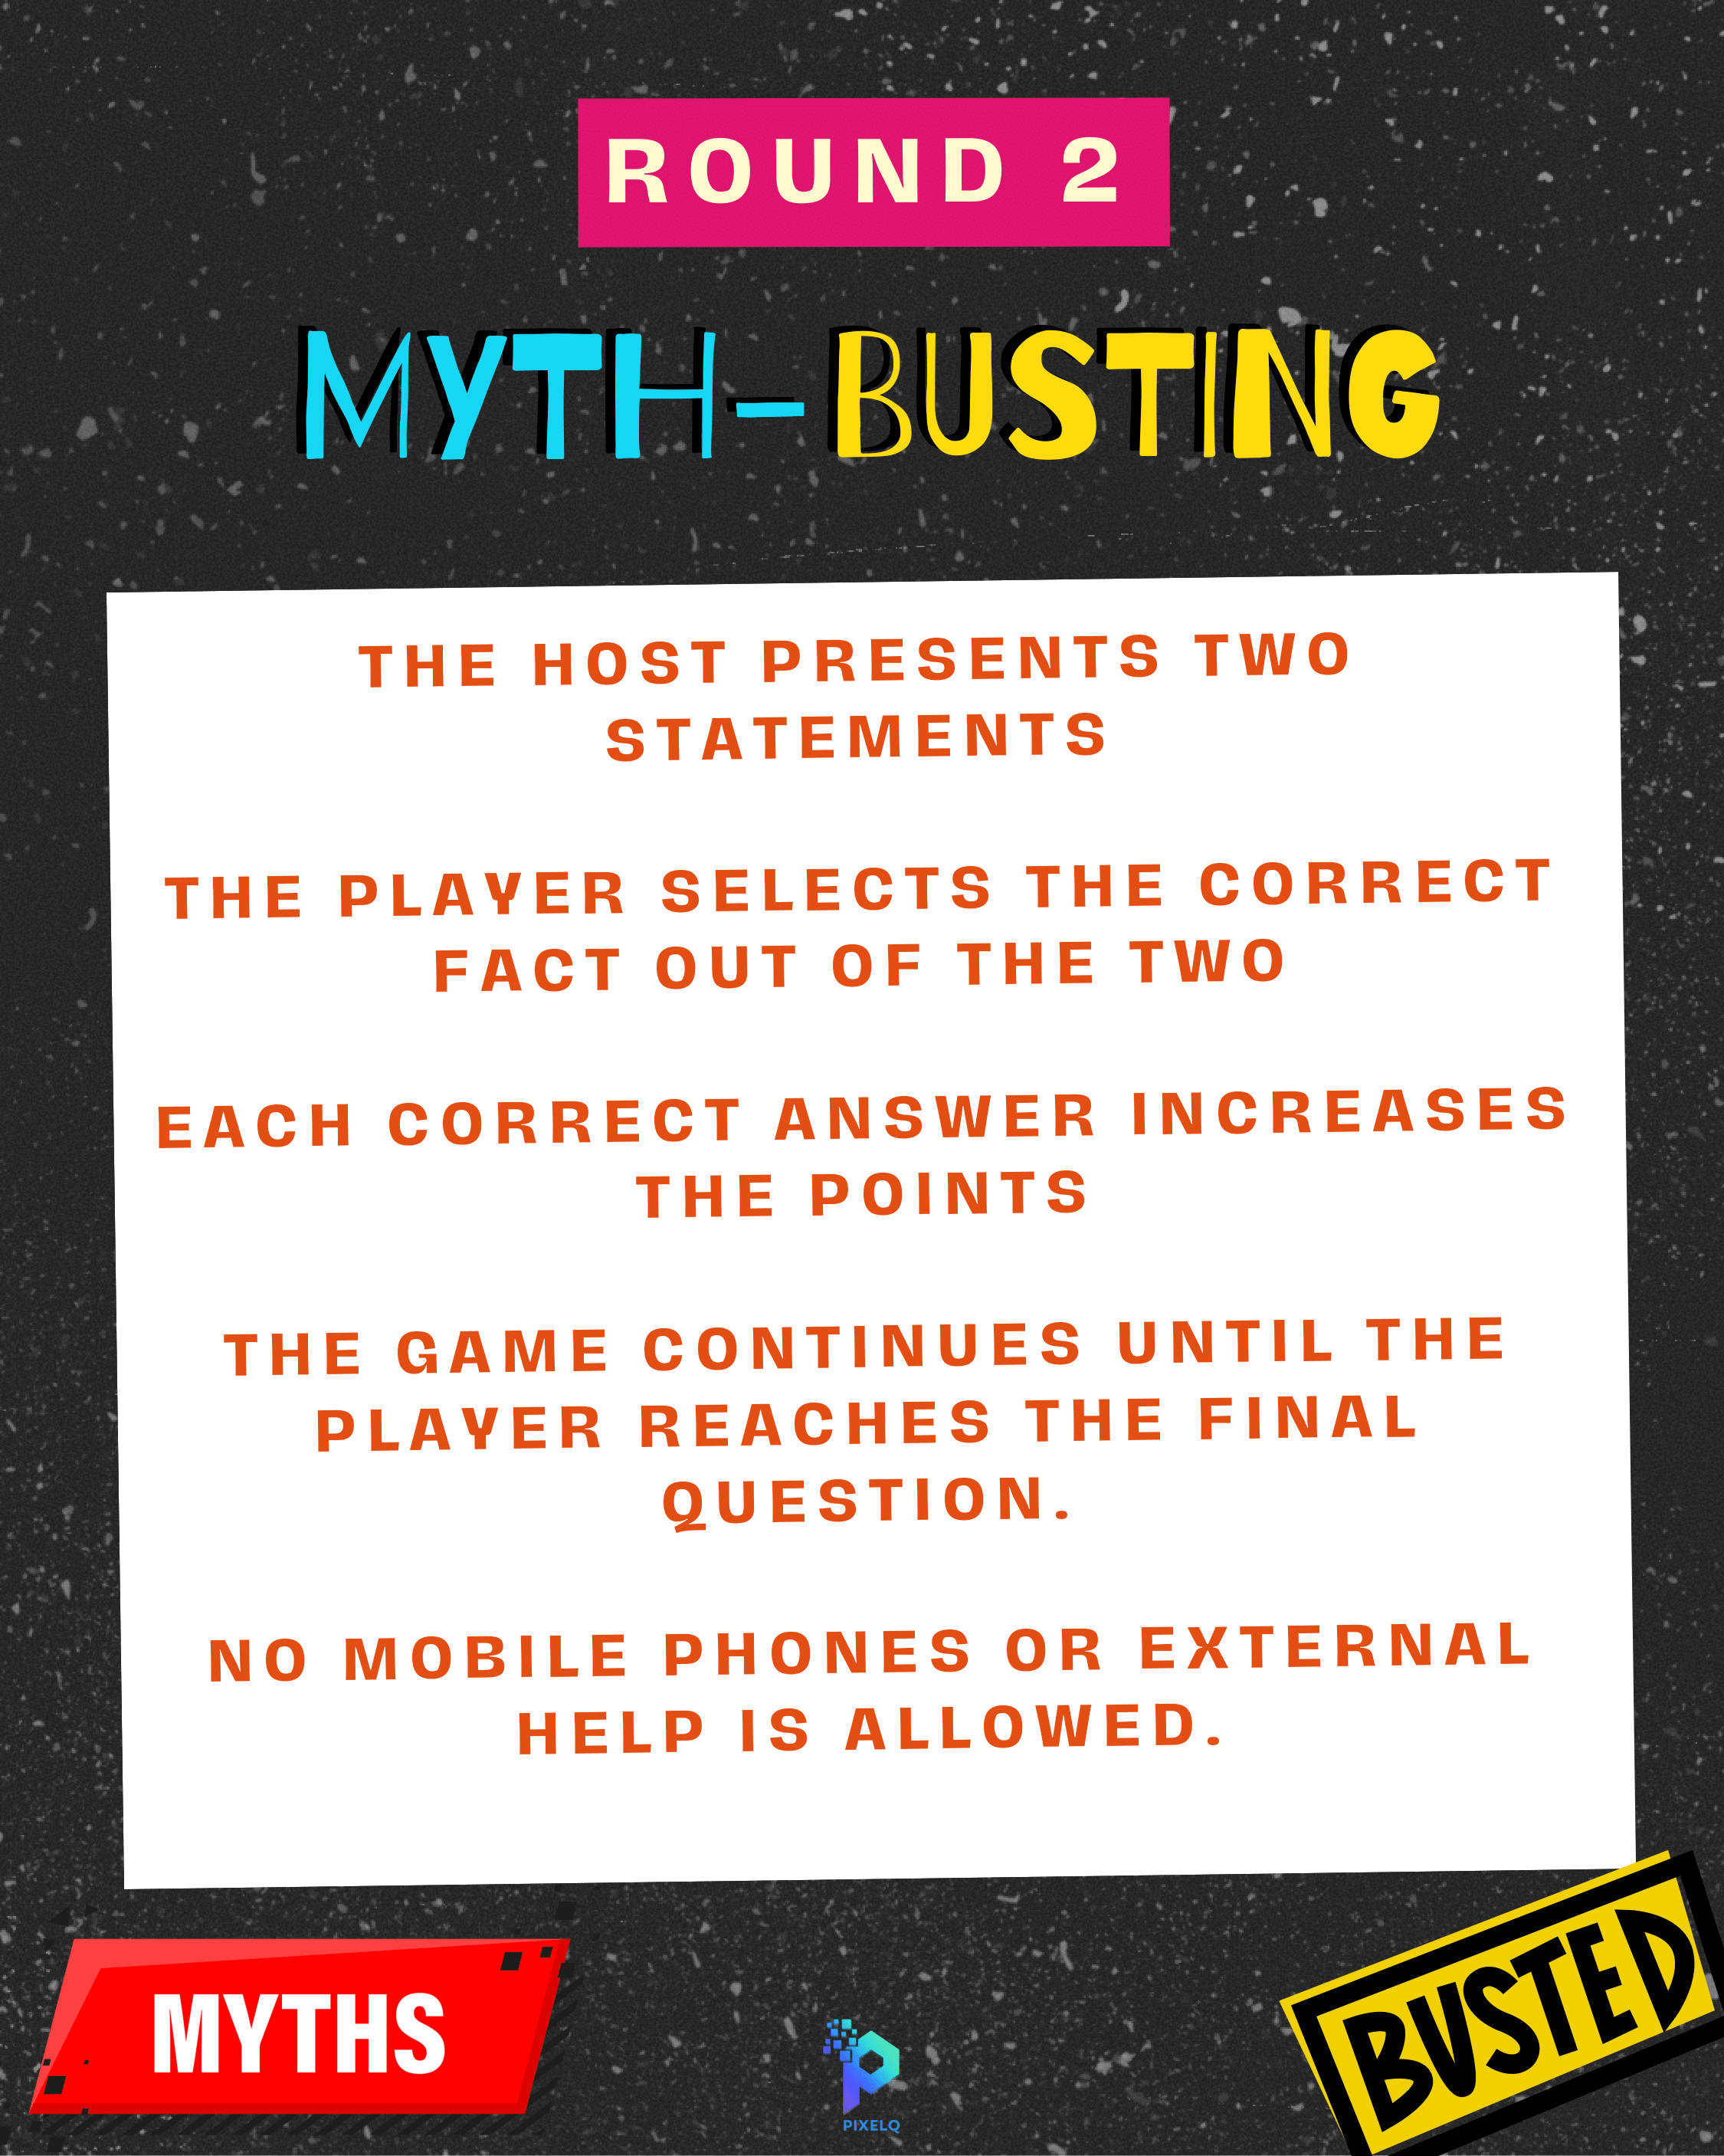 ROUND 2
MYTH-BUSTING
THE HOST PRESENTS TWO
STATEMENTS
THE PLAYER SELECTS THE CORRECT
FACT OUT OF THE TWO
EACH CORRECT ANSWER INCREASES
THE POINTS
THE GAME CONTINUES UNTIL THE
PLAYER REACHES THE FINAL
QUESTION.
NO MOBILE PHONES OR EXTERNAL
HELP IS ALLOWED.
MYTHS
BUSTED
PIXELQ